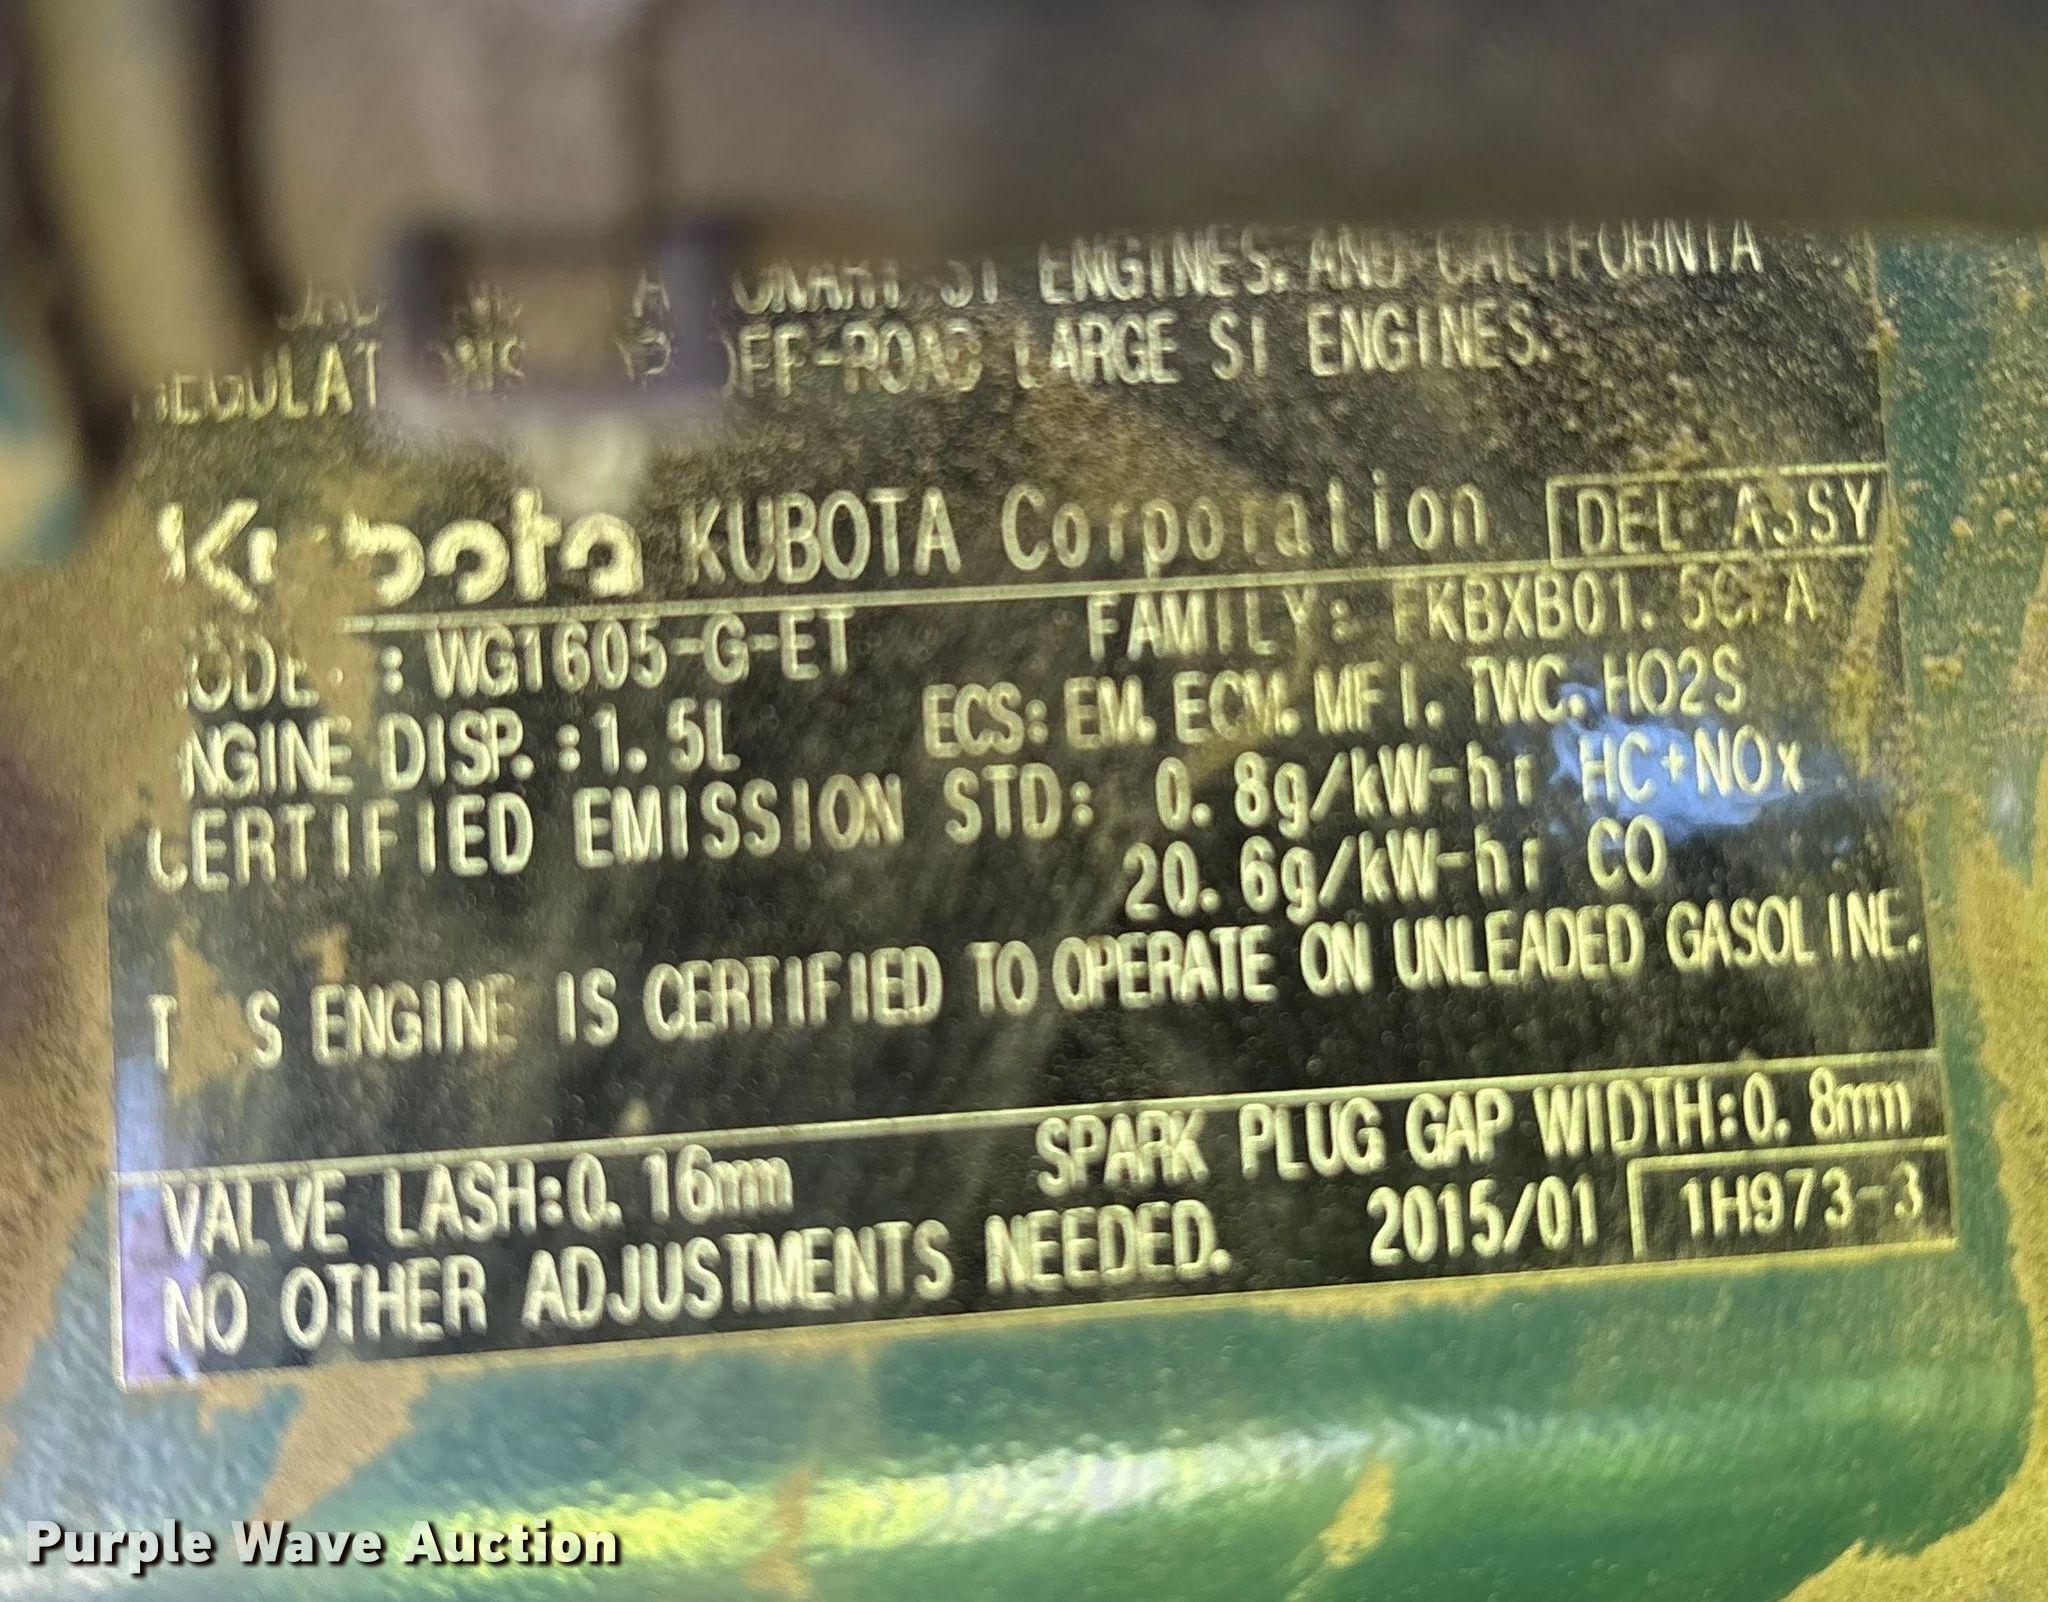 ENGINES. AND CALIFORNIA
OFF-ROAD LARGE SI ENGINES.
Kubota KUBOTA Corporation DEL ASSY
: WG1605-G-ET FAMILY:
ENGINE DISP. :1. 5L ECS: EM. ECM. MFI. TWC. HO2S
CERTIFIED EMISSION STD: 0. 8g/kW-hr HC+NOx
20. 6g/kW-hr CO
THIS ENGINE IS CERTIFIED TO OPERATE ON UNLEADED GASOLINE.
VALVE LASH:0. 16mm SPARK PLUG GAP WIDTH:0. 8mm
NO OTHER ADJUSTMENTS NEEDED. 2015/01 1H973-3
Purple Wave Auction